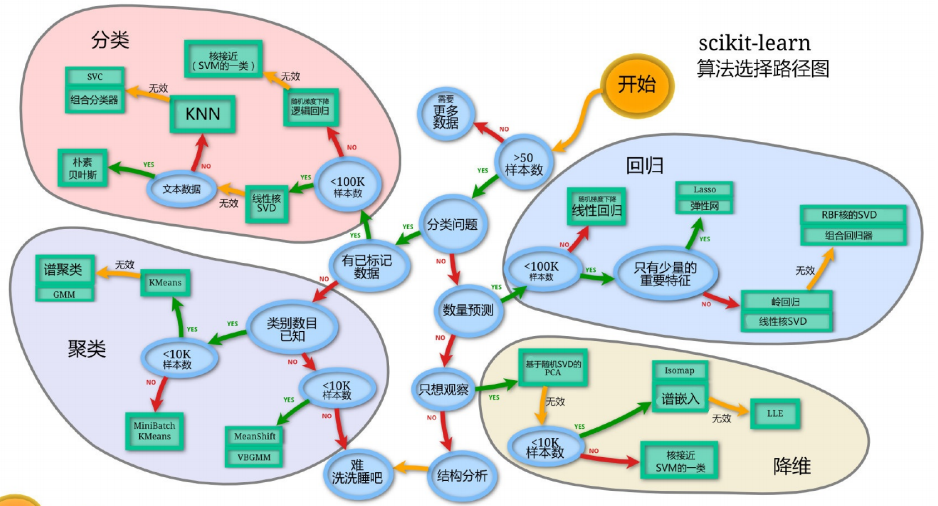 scikit-learn
算法选择路径图
开始
>50
样本数
NO
需要
更多
数据
YES
分类问题
YES
有已标记
数据
YES
NO
NO
分类
<100K
样本数
NO
随机梯度下降
逻辑回归
无效
核接近
(SVM的一类)
YES
线性核
SVD
无效
文本数据
YES
朴素
贝叶斯
NO
KNN
无效
SVC
组合分类器
聚类
类别数目
已知
YES
<10K
样本数
YES
KMeans
无效
谱聚类
GMM
NO
MiniBatch
KMeans
NO
<10K
样本数
YES
MeanShift
VBGMM
NO
难
洗洗睡吧
数量预测
YES
NO
回归
<100K
样本数
NO
随机梯度下降
线性回归
YES
只有少量的
重要特征
YES
Lasso
弹性网
NO
岭回归
线性核SVD
无效
RBF核的SVD
组合回归器
只想观察
YES
NO
结构分析
降维
基于随机SVD的
PCA
无效
<10K
样本数
YES
Isomap
谱嵌入
无效
LLE
NO
核接近
SVM的一类